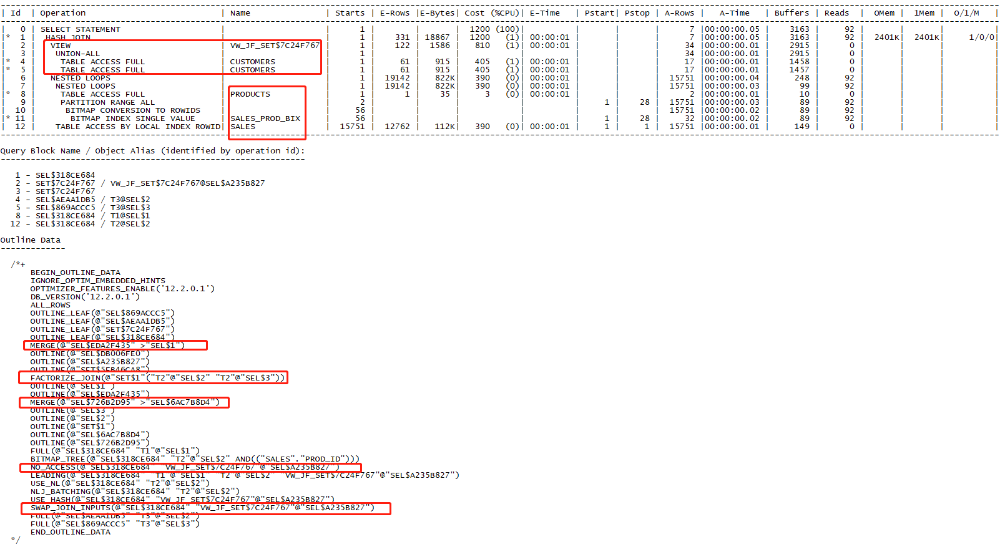 | Id | Operation | Name | Starts | E-Rows |E-Bytes| Cost (%CPU)| E-Time | Pstart| Pstop | A-Rows | A-Time | Buffers | Reads | OMem | 1Mem | O/1/M |
| 0 | SELECT STATEMENT | | 1 | | | 1200 (100)| | | | 7 |00:00:00.05 | 3163 | 92 | | | |
|* 1 | HASH JOIN | | 1 | 331 | 18867 | 1200 (1)| 00:00:01 | | | 7 |00:00:00.05 | 3163 | 92 | 2401K| 2401K| 1/0/0|
| 2 | VIEW | VW_JF_SET$7C24F767 | 1 | 122 | 1586 | 810 (1)| 00:00:01 | | | 34 |00:00:00.01 | 2915 | 0 | | | |
| 3 | UNION-ALL | | 1 | | | | | | | 34 |00:00:00.01 | 2915 | 0 | | | |
|* 4 | TABLE ACCESS FULL | CUSTOMERS | 1 | 61 | 915 | 405 (1)| 00:00:01 | | | 17 |00:00:00.01 | 1458 | 0 | | | |
|* 5 | TABLE ACCESS FULL | CUSTOMERS | 1 | 61 | 915 | 405 (1)| 00:00:01 | | | 17 |00:00:00.01 | 1457 | 0 | | | |
| 6 | NESTED LOOPS | | 1 | 19142 | 822K| 390 (0)| 00:00:01 | | | 15751 |00:00:00.04 | 248 | 92 | | | |
| 7 | NESTED LOOPS | | 1 | 19142 | 822K| 390 (0)| 00:00:01 | | | 15751 |00:00:00.03 | 99 | 92 | | | |
|* 8 | TABLE ACCESS FULL | PRODUCTS | 1 | 1 | 35 | 3 (0)| 00:00:01 | | | 2 |00:00:00.01 | 10 | 0 | | | |
| 9 | PARTITION RANGE ALL | | 2 | | | | | 1 | 28 | 15751 |00:00:00.03 | 89 | 92 | | | |
| 10 | BITMAP CONVERSION TO ROWIDS | | 56 | | | | | | | 15751 |00:00:00.02 | 89 | 92 | | | |
|* 11 | BITMAP INDEX SINGLE VALUE | SALES_PROD_BIX | 56 | | | | | 1 | 28 | 32 |00:00:00.02 | 89 | 92 | | | |
| 12 | TABLE ACCESS BY LOCAL INDEX ROWID| SALES | 15751 | 12762 | 112K| 390 (0)| 00:00:01 | 1 | 1 | 15751 |00:00:00.01 | 149 | 0 | | | |
Query Block Name / Object Alias (identified by operation id):
-------------------------------------------------------------
1 - SEL$318CE684
2 - SET$7C24F767 / VW_JF_SET$7C24F767@SEL$A235B827
3 - SET$7C24F767
4 - SEL$AEAA1DB5 / T3@SEL$2
5 - SEL$869ACCC5 / T3@SEL$3
8 - SEL$318CE684 / T1@SEL$1
12 - SEL$318CE684 / T2@SEL$2
Outline Data
-------------
/*+
BEGIN_OUTLINE_DATA
IGNORE_OPTIM_EMBEDDED_HINTS
OPTIMIZER_FEATURES_ENABLE('12.2.0.1')
DB_VERSION('12.2.0.1')
ALL_ROWS
OUTLINE_LEAF(@"SEL$869ACCC5")
OUTLINE_LEAF(@"SEL$AEAA1DB5")
OUTLINE_LEAF(@"SET$7C24F767")
OUTLINE_LEAF(@"SEL$318CE684")
MERGE(@"SEL$EDA2F435" >"SEL$1")
OUTLINE(@"SEL$DB006FE0")
OUTLINE(@"SEL$A235B827")
OUTLINE(@"SET$5EB46CA8")
FACTORIZE_JOIN(@"SET$1"("T2"@"SEL$2" "T2"@"SEL$3"))
OUTLINE(@"SEL$1")
OUTLINE(@"SEL$EDA2F435")
MERGE(@"SEL$726B2D95" >"SEL$6AC7B8D4")
OUTLINE(@"SEL$3")
OUTLINE(@"SEL$2")
OUTLINE(@"SET$1")
OUTLINE(@"SEL$6AC7B8D4")
OUTLINE(@"SEL$726B2D95")
FULL(@"SEL$318CE684" "T1"@"SEL$1")
BITMAP_TREE(@"SEL$318CE684" "T2"@"SEL$2" AND(("SALES"."PROD_ID")))
NO_ACCESS(@"SEL$318CE684" "VW_JF_SET$7C24F767"@"SEL$A235B827")
LEADING(@"SEL$318CE684" "T1"@"SEL$1" "T2"@"SEL$2" "VW_JF_SET$7C24F767"@"SEL$A235B827")
USE_NL(@"SEL$318CE684" "T2"@"SEL$2")
NLJ_BATCHING(@"SEL$318CE684" "T2"@"SEL$2")
USE_HASH(@"SEL$318CE684" "VW_JF_SET$7C24F767"@"SEL$A235B827")
SWAP_JOIN_INPUTS(@"SEL$318CE684" "VW_JF_SET$7C24F767"@"SEL$A235B827")
FULL(@"SEL$AEAA1DB5" "T3"@"SEL$2")
FULL(@"SEL$869ACCC5" "T3"@"SEL$3")
END_OUTLINE_DATA
*/